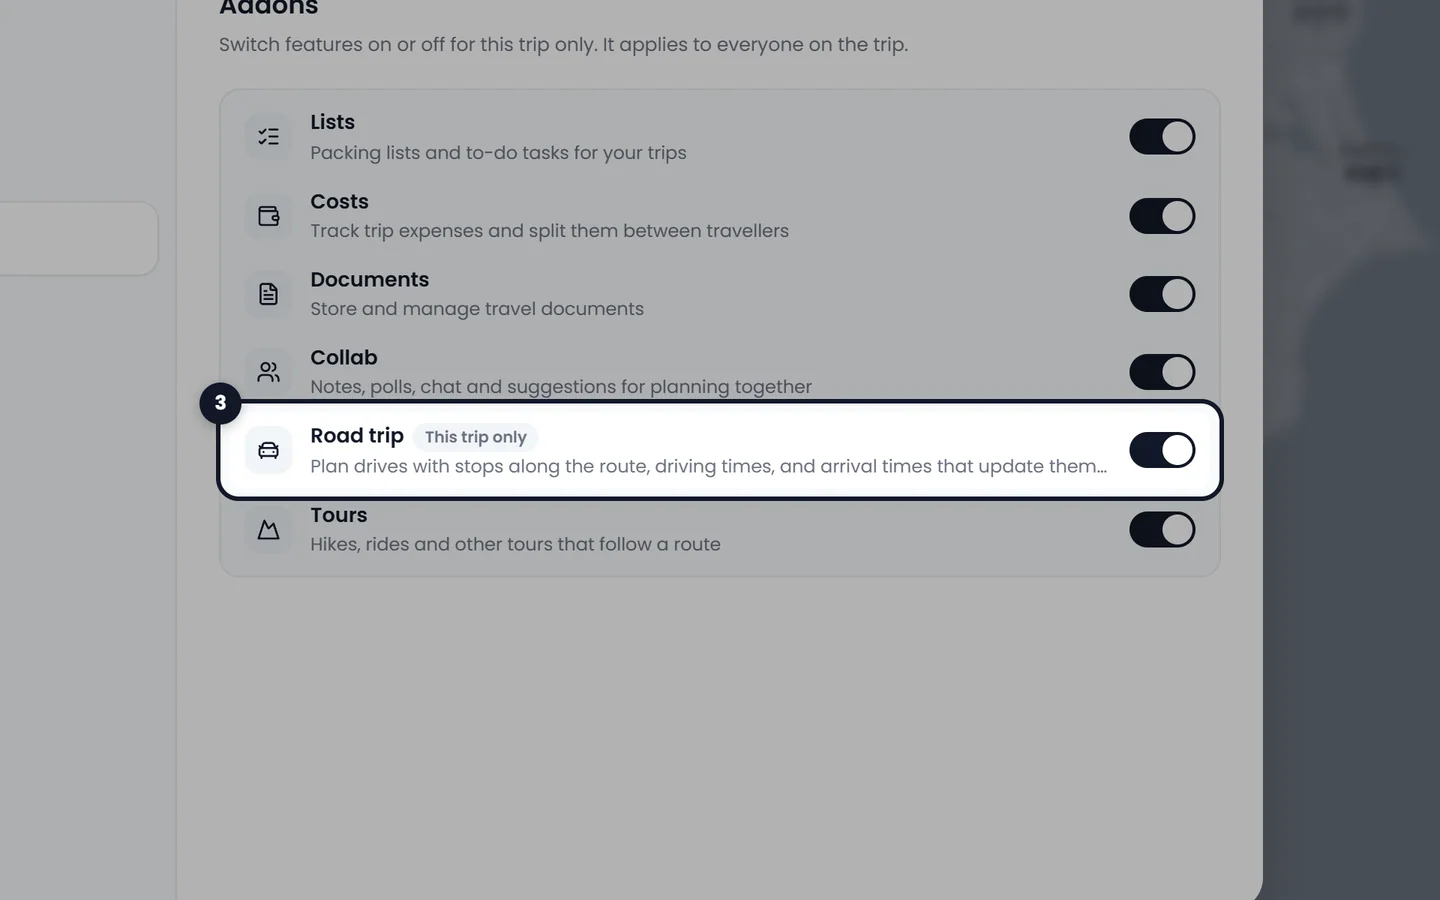 Addons
Switch features on or off for this trip only. It applies to everyone on the trip.
Lists
Packing lists and to-do tasks for your trips
Costs
Track trip expenses and split them between travellers
Documents
Store and manage travel documents
Collab
Notes, polls, chat and suggestions for planning together
3
Road trip This trip only
Plan drives with stops along the route, driving times, and arrival times that update them...
Tours
Hikes, rides and other tours that follow a route